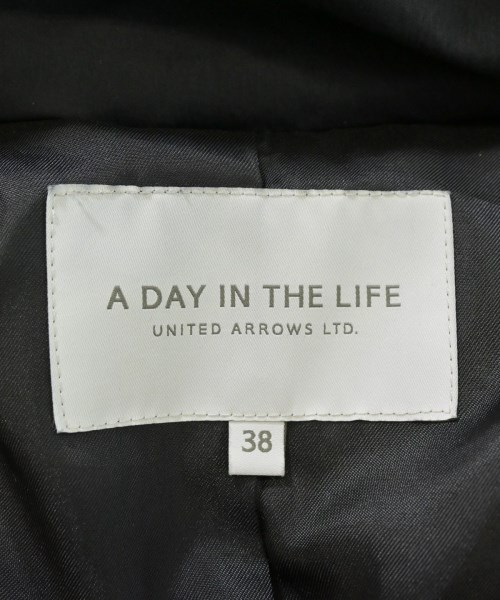 A DAY IN THE LIFE
UNITED ARROWS LTD.
38